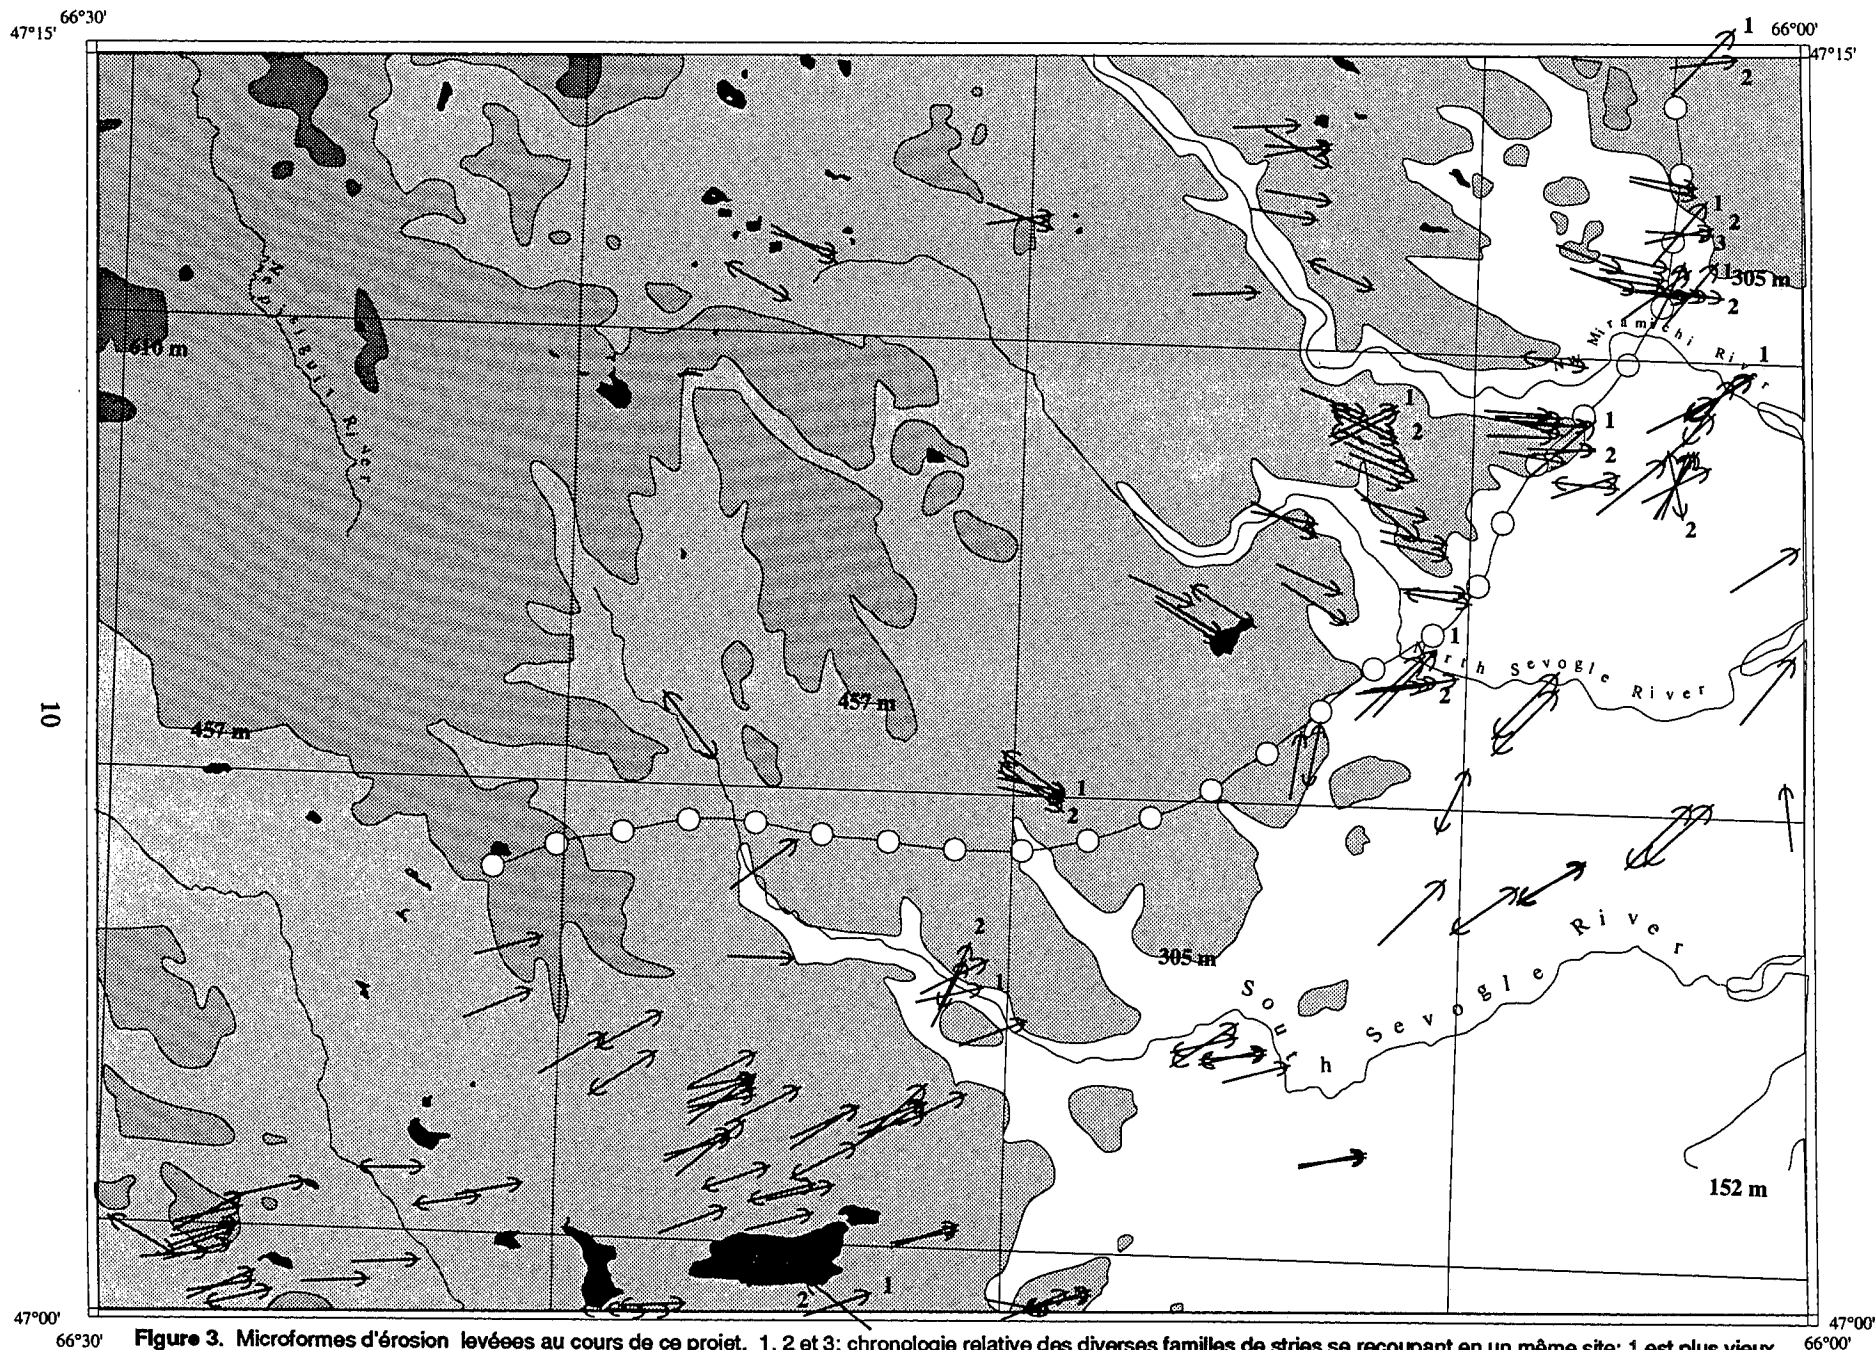 66°30'
47°15'
1
66°00'
47°15'
2
1
2
3
1
305 m
2
Miramichi River
610 m
1
Nepisiguit River
1
2
1
2
2
1
North Sevogle River
2
457 m
10
457 m
1
2
2
305 m
1
South Sevogle River
152 m
1
2
47°00'
47°00'
66°30'
66°00'
Figure 3. Microformes d'érosion levéees au cours de ce projet. 1, 2 et 3: chronologie relative des diverses familles de stries se recoupant en un même site; 1 est plus vieux